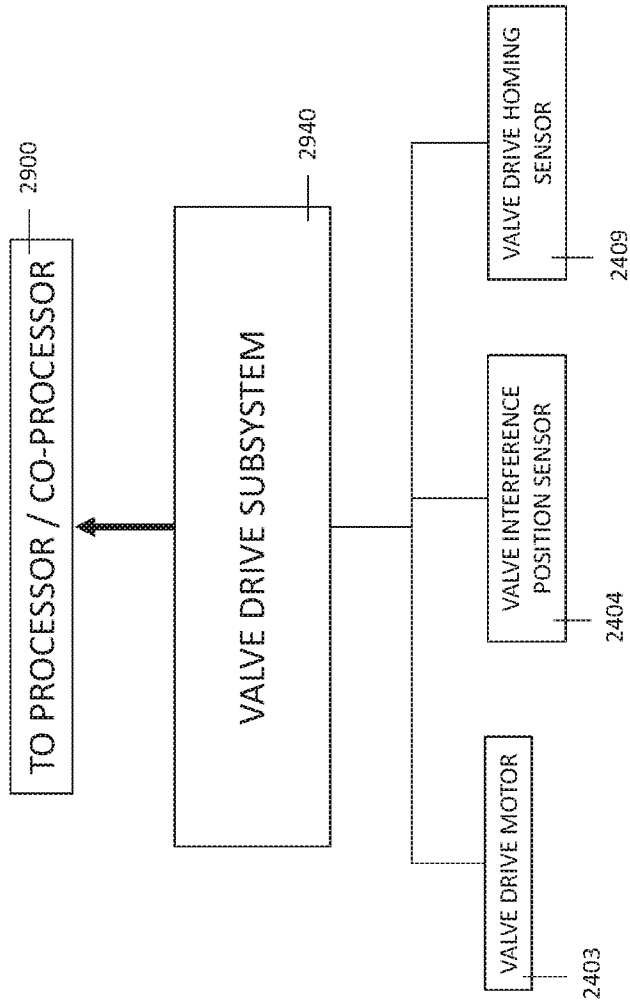 2900
TO PROCESSOR / CO-PROCESSOR
2940
VALVE DRIVE SUBSYSTEM
VALVE DRIVE MOTOR
2403
VALVE INTERFERENCE
POSITION SENSOR
2404
VALVE DRIVE HOMING
SENSOR
2409